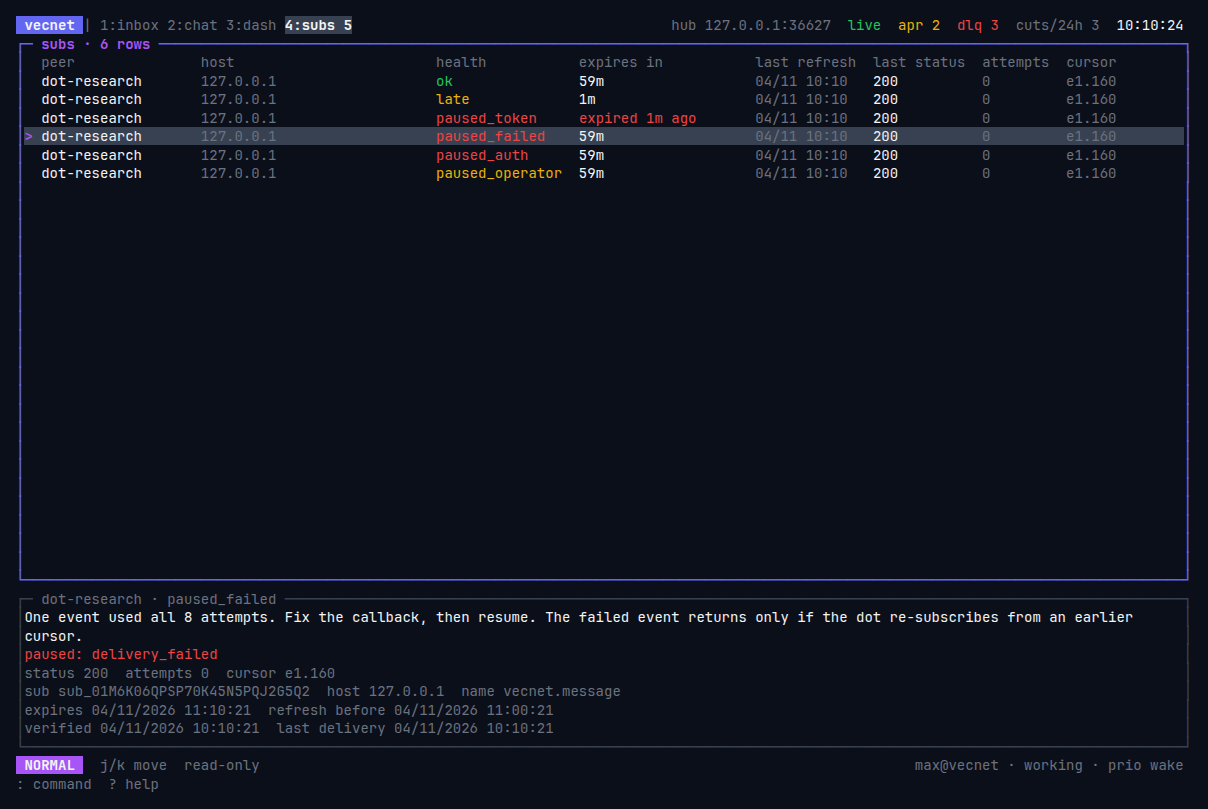 vecnet | 1:inbox 2:chat 3:dash 4:subs 5 hub 127.0.0.1:36627 live apr 2 dlq 3 cuts/24h 3 10:10:24
subs · 6 rows
peer host health expires in last refresh last status attempts cursor
dot-research 127.0.0.1 ok 59m 04/11 10:10 200 0 e1.160
dot-research 127.0.0.1 late 1m 04/11 10:10 200 0 e1.160
dot-research 127.0.0.1 paused_token expired 1m ago 04/11 10:10 200 0 e1.160
> dot-research 127.0.0.1 paused_failed 59m 04/11 10:10 200 0 e1.160
dot-research 127.0.0.1 paused_auth 59m 04/11 10:10 200 0 e1.160
dot-research 127.0.0.1 paused_operator 59m 04/11 10:10 200 0 e1.160
dot-research · paused_failed
One event used all 8 attempts. Fix the callback, then resume. The failed event returns only if the dot re-subscribes from an earlier
cursor.
paused: delivery_failed
status 200 attempts 0 cursor e1.160
sub sub_01M6K06QPSP70K45N5PQJ2G5Q2 host 127.0.0.1 name vecnet.message
expires 04/11/2026 11:10:21 refresh before 04/11/2026 11:00:21
verified 04/11/2026 10:10:21 last delivery 04/11/2026 10:10:21
NORMAL j/k move read-only max@vecnet · working · prio wake
: command ? help